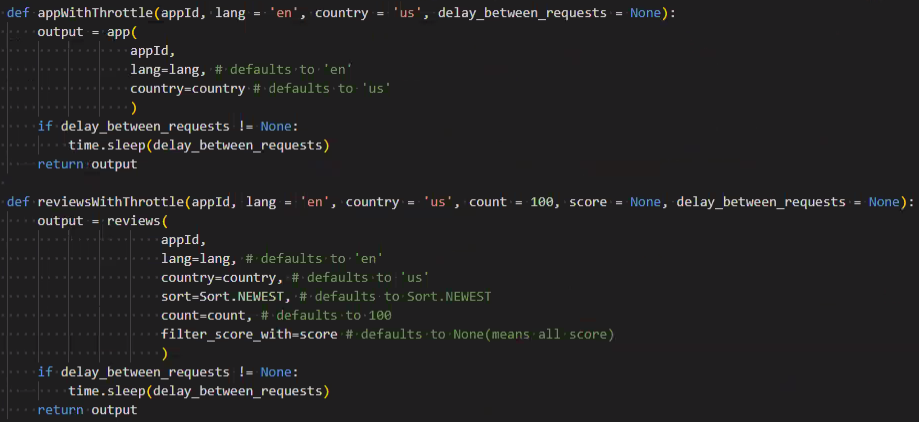 def appWithThrottle(appId, lang = 'en', country = 'us', delay_between_requests = None):
    output = app(
                appId,
                lang=lang, # defaults to 'en'
                country=country # defaults to 'us'
                )
    if delay_between_requests != None:
        time.sleep(delay_between_requests)
    return output
def reviewsWithThrottle(appId, lang = 'en', country = 'us', count = 100, score = None, delay_between_requests = None):
    output = reviews(
                    appId,
                    lang=lang, # defaults to 'en'
                    country=country, # defaults to 'us'
                    sort=Sort.NEWEST, # defaults to Sort.NEWEST
                    count=count, # defaults to 100
                    filter_score_with=score # defaults to None(means all score)
                    )
    if delay_between_requests != None:
        time.sleep(delay_between_requests)
    return output